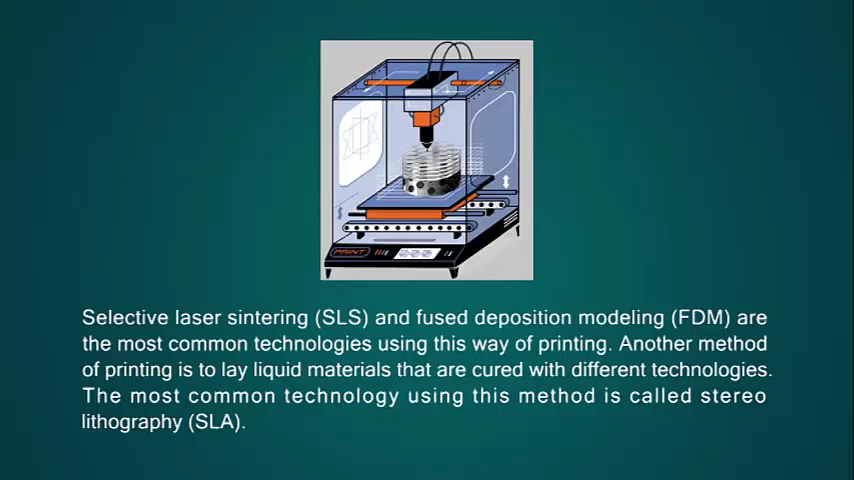 PRINT
Selective laser sintering (SLS) and fused deposition modeling (FDM) are
the most common technologies using this way of printing. Another method
of printing is to lay liquid materials that are cured with different technologies.
The most common technology using this method is called stereo
lithography (SLA).